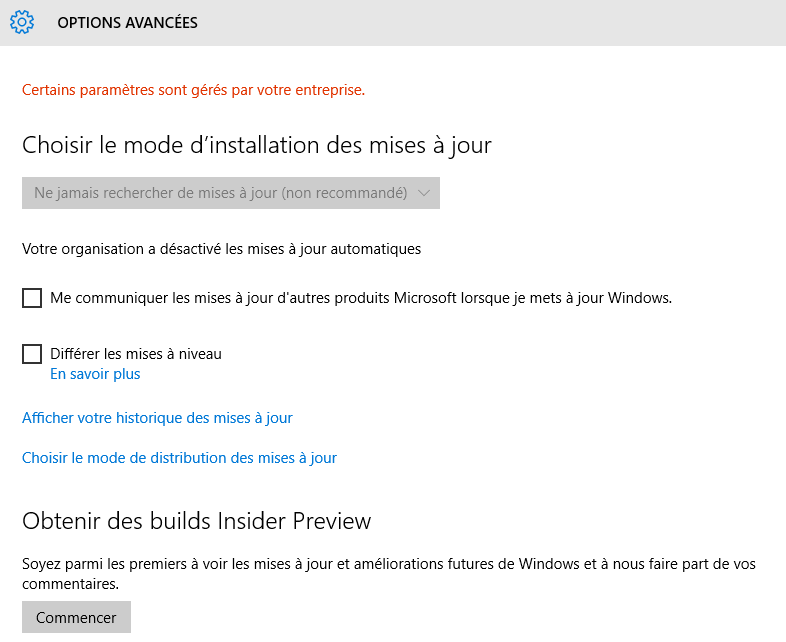 OPTIONS AVANCÉES
Certains paramètres sont gérés par votre entreprise.
Choisir le mode d’installation des mises à jour
Ne jamais rechercher de mises à jour (non recommandé)
Votre organisation a désactivé les mises à jour automatiques
Me communiquer les mises à jour d'autres produits Microsoft lorsque je mets à jour Windows.
Différer les mises à niveau
En savoir plus
Afficher votre historique des mises à jour
Choisir le mode de distribution des mises à jour
Obtenir des builds Insider Preview
Soyez parmi les premiers à voir les mises à jour et améliorations futures de Windows et à nous faire part de vos
commentaires.
Commencer